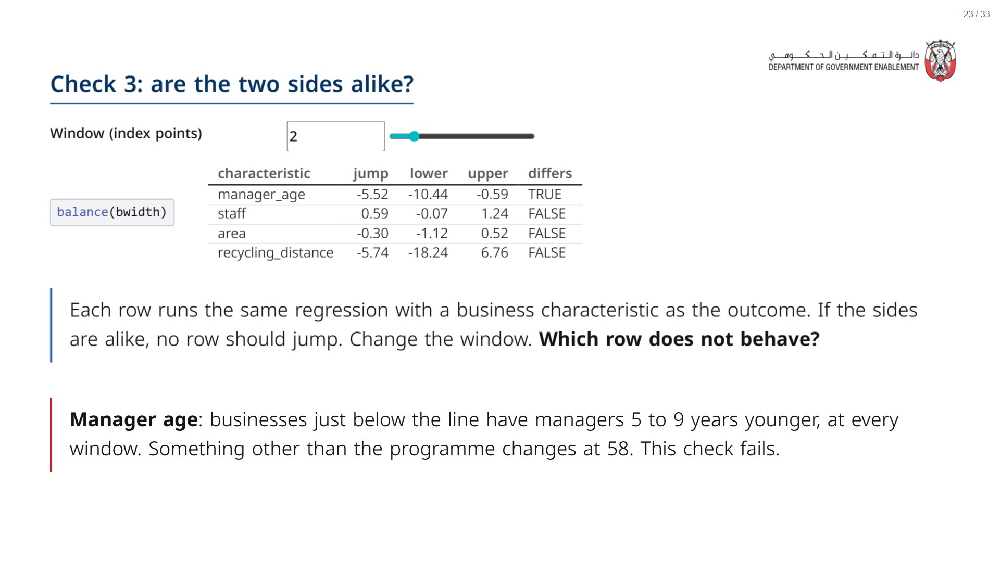 23 / 33
دائرة التمكين الحكومي
DEPARTMENT OF GOVERNMENT ENABLEMENT
Check 3: are the two sides alike?
Window (index points)
2
characteristic jump lower upper differs
manager_age -5.52 -10.44 -0.59 TRUE
balance(bwidth)
staff 0.59 -0.07 1.24 FALSE
area -0.30 -1.12 0.52 FALSE
recycling_distance -5.74 -18.24 6.76 FALSE
Each row runs the same regression with a business characteristic as the outcome. If the sides
are alike, no row should jump. Change the window. Which row does not behave?
Manager age: businesses just below the line have managers 5 to 9 years younger, at every
window. Something other than the programme changes at 58. This check fails.